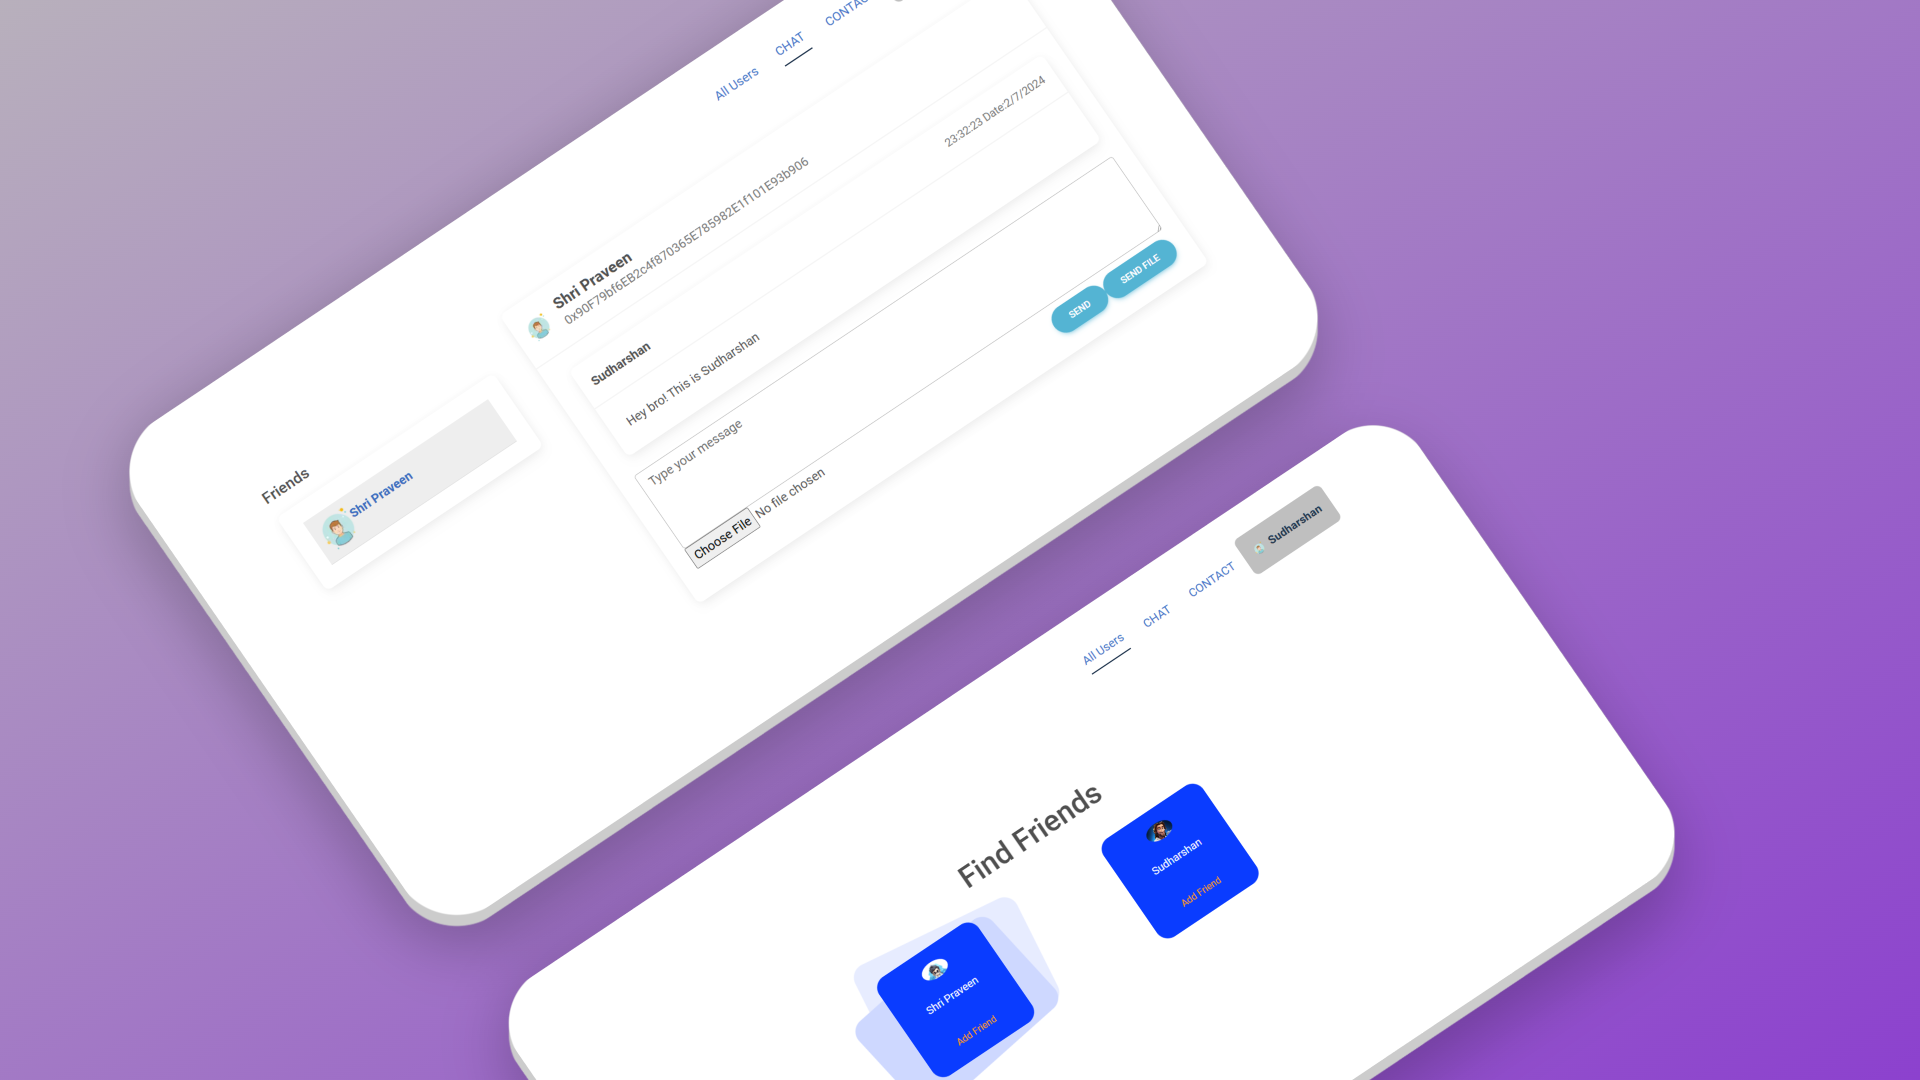 All Users CHAT
Friends
Shri Praveen
Shri Praveen
0x90F79bf6EB2c4f870365E785982E1f101E93b906
Sudharshan
23:32:23 Date:2/7/2024
Hey bro! This is Sudharshan
Type your message
Choose File No file chosen
SEND SEND FILE
All Users CHAT CONTACT Sudharshan
Find Friends
Shri Praveen
Add Friend
Sudharshan
Add Friend